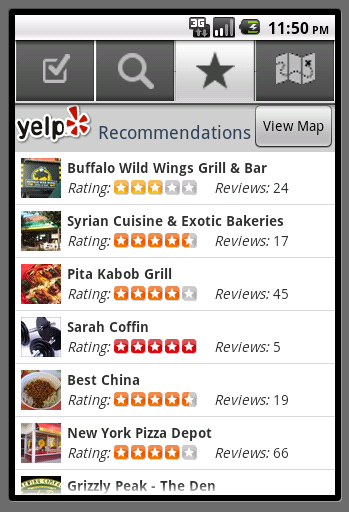 3G 11:50 PM
yelp Recommendations View Map
Buffalo Wild Wings Grill & Bar
Rating: Reviews: 24
Syrian Cuisine & Exotic Bakeries
Rating: Reviews: 17
Pita Kabob Grill
Rating: Reviews: 45
Sarah Coffin
Rating: Reviews: 5
Best China
Rating: Reviews: 19
New York Pizza Depot
Rating: Reviews: 66
Grizzly Peak - The Den